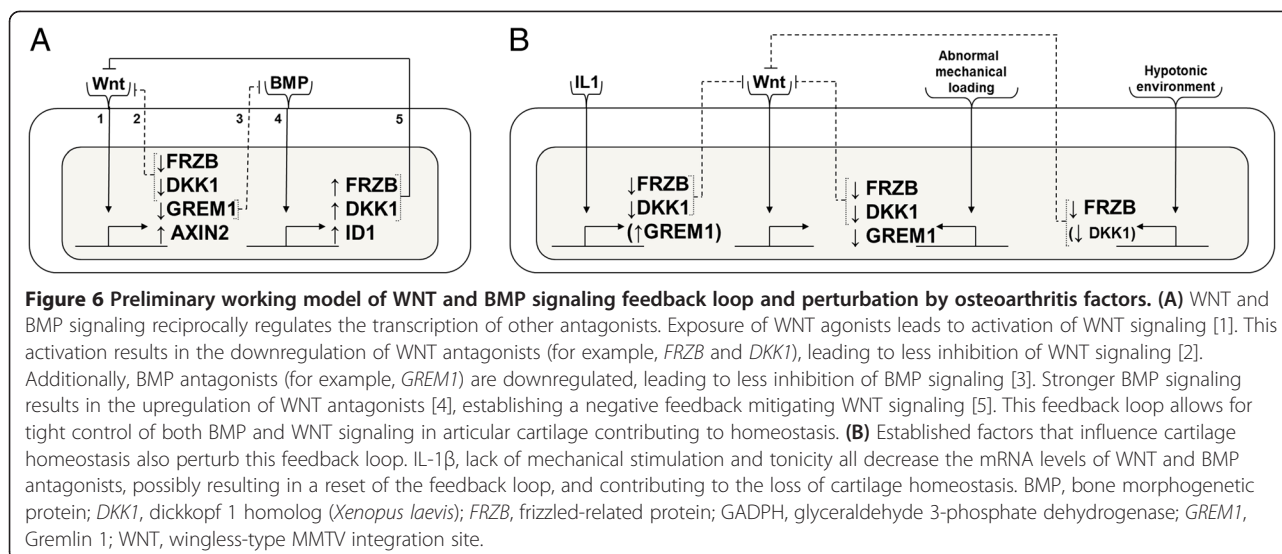 A
B
Wnt
BMP
1
2
3
4
5
↓FRZB
↓DKK1
↓GREM1
↑ AXIN2
↑ FRZB
↑ DKK1
↑ ID1
IL1
Wnt
Abnormal
mechanical
loading
Hypotonic
environment
↓FRZB
↓DKK1
(↑GREM1)
↓ FRZB
↓ DKK1
↓ GREM1
↓ FRZB
(↓ DKK1)
Figure 6 Preliminary working model of WNT and BMP signaling feedback loop and perturbation by osteoarthritis factors. (A) WNT and
BMP signaling reciprocally regulates the transcription of other antagonists. Exposure of WNT agonists leads to activation of WNT signaling [1]. This
activation results in the downregulation of WNT antagonists (for example, FRZB and DKK1), leading to less inhibition of WNT signaling [2].
Additionally, BMP antagonists (for example, GREM1) are downregulated, leading to less inhibition of BMP signaling [3]. Stronger BMP signaling
results in the upregulation of WNT antagonists [4], establishing a negative feedback mitigating WNT signaling [5]. This feedback loop allows for
tight control of both BMP and WNT signaling in articular cartilage contributing to homeostasis. (B) Established factors that influence cartilage
homeostasis also perturb this feedback loop. IL-1β, lack of mechanical stimulation and tonicity all decrease the mRNA levels of WNT and BMP
antagonists, possibly resulting in a reset of the feedback loop, and contributing to the loss of cartilage homeostasis. BMP, bone morphogenetic
protein; DKK1, dickkopf 1 homolog (Xenopus laevis); FRZB, frizzled-related protein; GADPH, glyceraldehyde 3-phosphate dehydrogenase; GREM1,
Gremlin 1; WNT, wingless-type MMTV integration site.